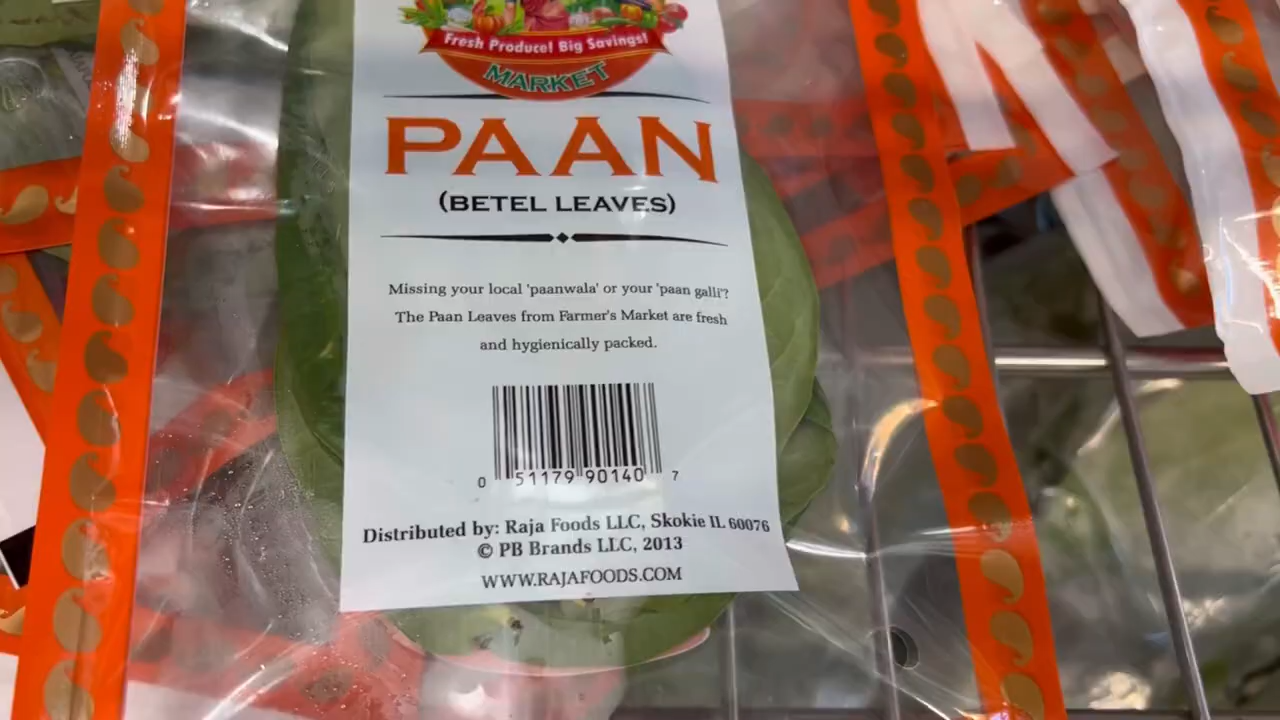 Fresh Produce! Big Savings!
MARKET
PAAN
(BETEL LEAVES)
Missing your local 'paanwala' or your 'paan galli'?
The Paan Leaves from Farmer's Market are fresh
and hygienically packed.
0 51179 90140 7
Distributed by: Raja Foods LLC, Skokie IL 60076
© PB Brands LLC, 2013
WWW.RAJAFOODS.COM